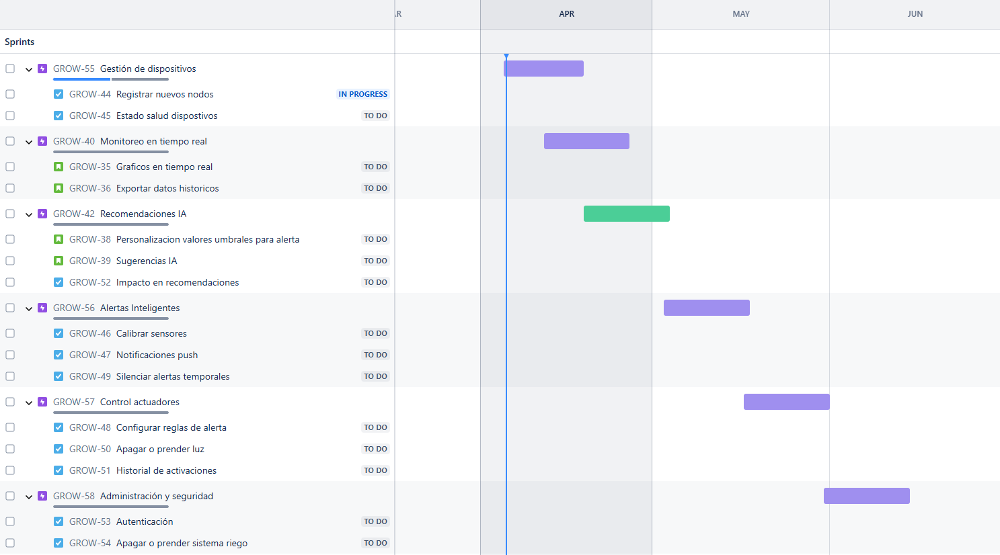 APR
MAY
JUN
Sprints
GROW-55 Gestión de dispositivos
GROW-44 Registrar nuevos nodos IN PROGRESS
GROW-45 Estado salud dispostivos TO DO
GROW-40 Monitoreo en tiempo real
GROW-35 Graficos en tiempo real TO DO
GROW-36 Exportar datos historicos TO DO
GROW-42 Recomendaciones IA
GROW-38 Personalizacion valores umbrales para alerta TO DO
GROW-39 Sugerencias IA TO DO
GROW-52 Impacto en recomendaciones TO DO
GROW-56 Alertas Inteligentes
GROW-46 Calibrar sensores TO DO
GROW-47 Notificaciones push TO DO
GROW-49 Silenciar alertas temporales TO DO
GROW-57 Control actuadores
GROW-48 Configurar reglas de alerta TO DO
GROW-50 Apagar o prender luz TO DO
GROW-51 Historial de activaciones TO DO
GROW-58 Administración y seguridad
GROW-53 Autenticación TO DO
GROW-54 Apagar o prender sistema riego TO DO